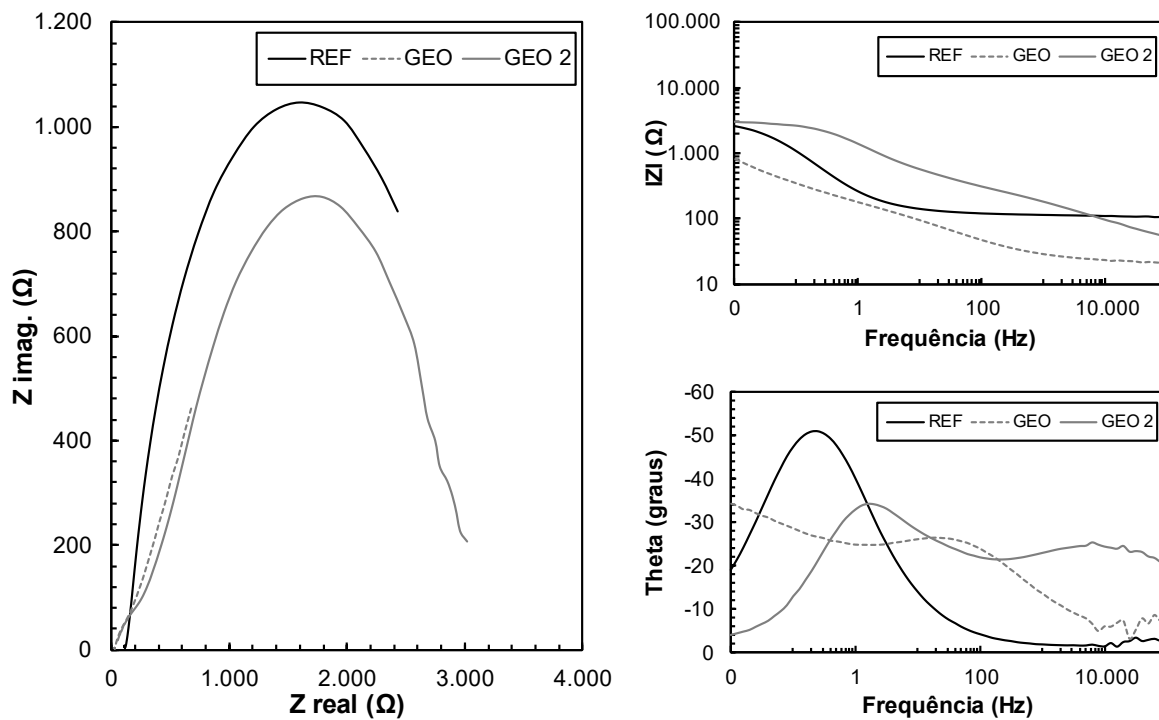 1.200
1.000
800
600
400
200
0
Z imag. (Ω)
REF GEO GEO 2
0 1.000 2.000 3.000 4.000
Z real (Ω)
100.000
10.000
1.000
100
10
IZI ( Ω)
REF GEO GEO 2
0 1 100 10.000
Frequência (Hz)
-60
-50
-40
-30
-20
-10
0
Theta (graus)
REF GEO GEO 2
0 1 100 10.000
Frequência (Hz)